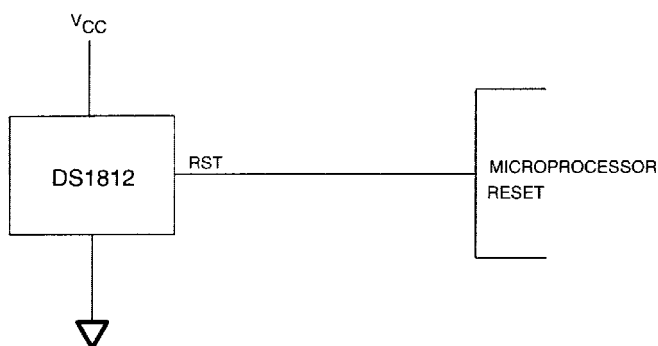 VCC
DS1812
RST
MICROPROCESSOR
RESET